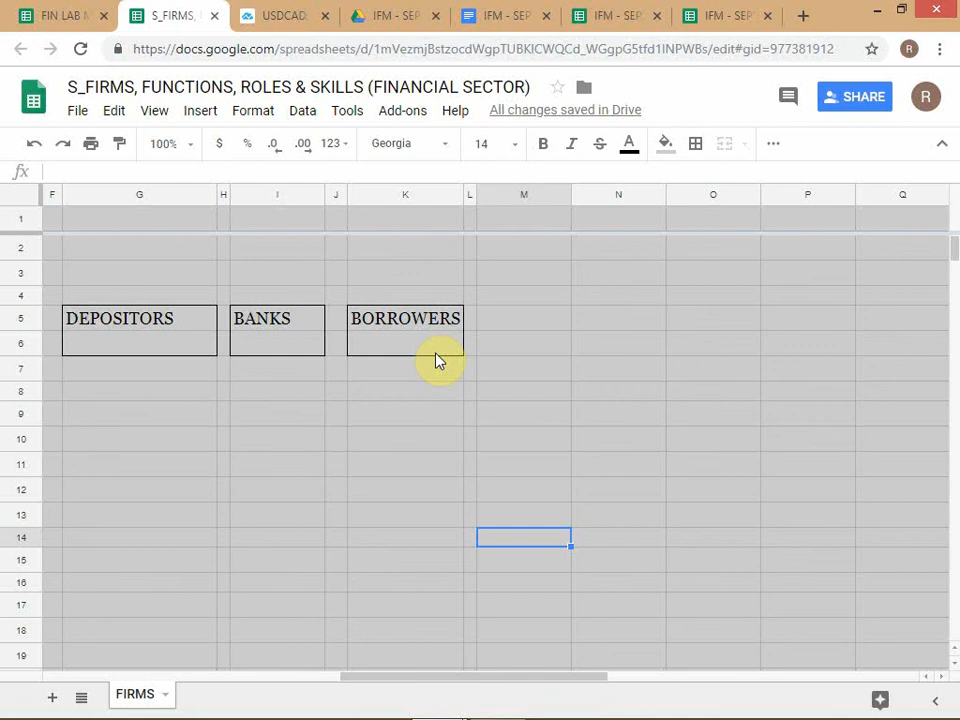 FIN LAB M
S_FIRMS,
USDCAD
IFM - SEP
IFM - SEP
IFM - SEP
IFM - SEP
https://docs.google.com/spreadsheets/d/1mVezmjBstzocdWgpTUBKICWQCd_WGgpG5tfd1INPWBs/edit#gid=977381912
R
S_FIRMS, FUNCTIONS, ROLES & SKILLS (FINANCIAL SECTOR)
File Edit View Insert Format Data Tools Add-ons Help All changes saved in Drive
SHARE
R
100% $ % .0 .00 123 Georgia 14 B I S A
fx
F G H I J K L M N O P Q
1
2
3
4
5 DEPOSITORS BANKS BORROWERS
6
7
8
9
10
11
12
13
14
15
16
17
18
19
FIRMS